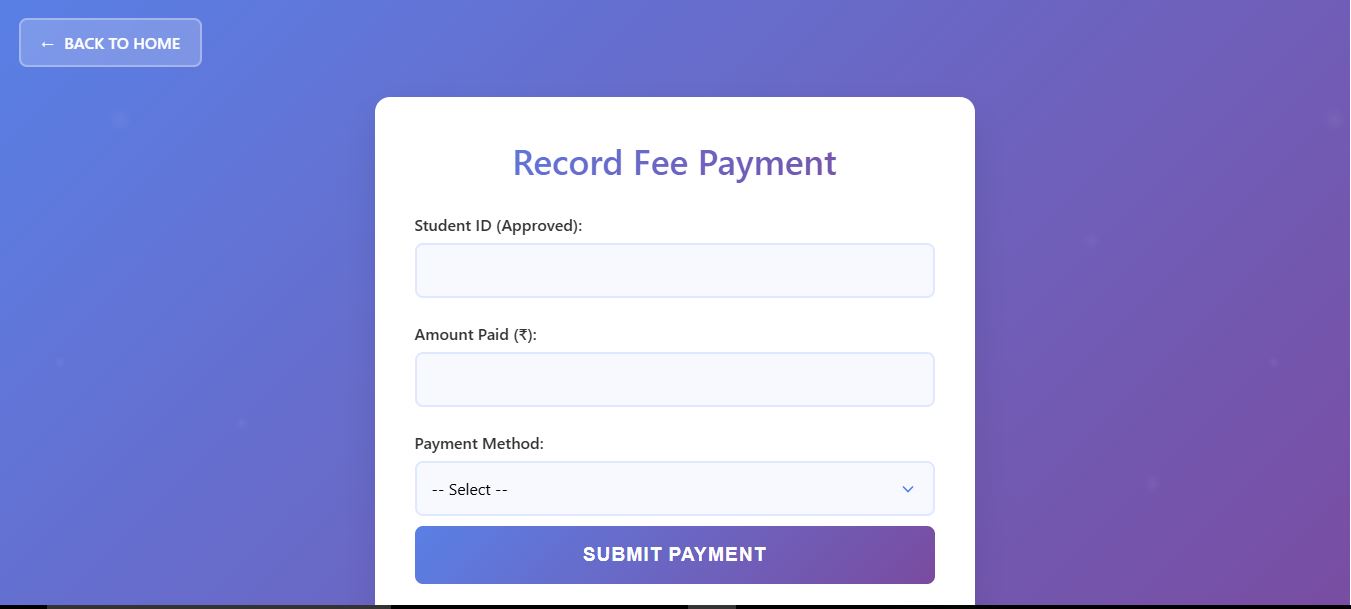 ← BACK TO HOME
Record Fee Payment
Student ID (Approved):
Amount Paid (₹):
Payment Method:
-- Select --
SUBMIT PAYMENT